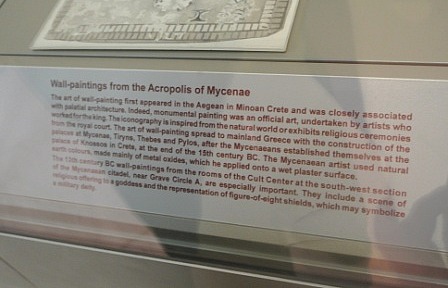 Wall-paintings from the Acropolis of Mycenae
The art of wall-painting first appeared in the Aegean in Minoan Crete and was closely associated
with palatial architecture. Indeed, monumental painting was an official art, undertaken by artists who
worked for the king. The iconography is inspired from the natural world or exhibits religious ceremonies
from the royal court. The art of wall-painting spread to mainland Greece with the construction of the
palaces at Mycenae, Tiryns, Thebes and Pylos, after the Mycenaeans established themselves at the
palace of Knossos in Crete, at the end of the 15th century BC. The Mycenaean artist used natural
earth colours, made mainly of metal oxides, which he applied onto a wet plaster surface.
The 13th century BC wall-paintings from the rooms of the Cult Center at the south-west section
of the Mycenaean citadel, near Grave Circle A, are especially important. They include a scene of
religious offering to a goddess and the representation of figure-of-eight shields, which may symbolize
a military deity.